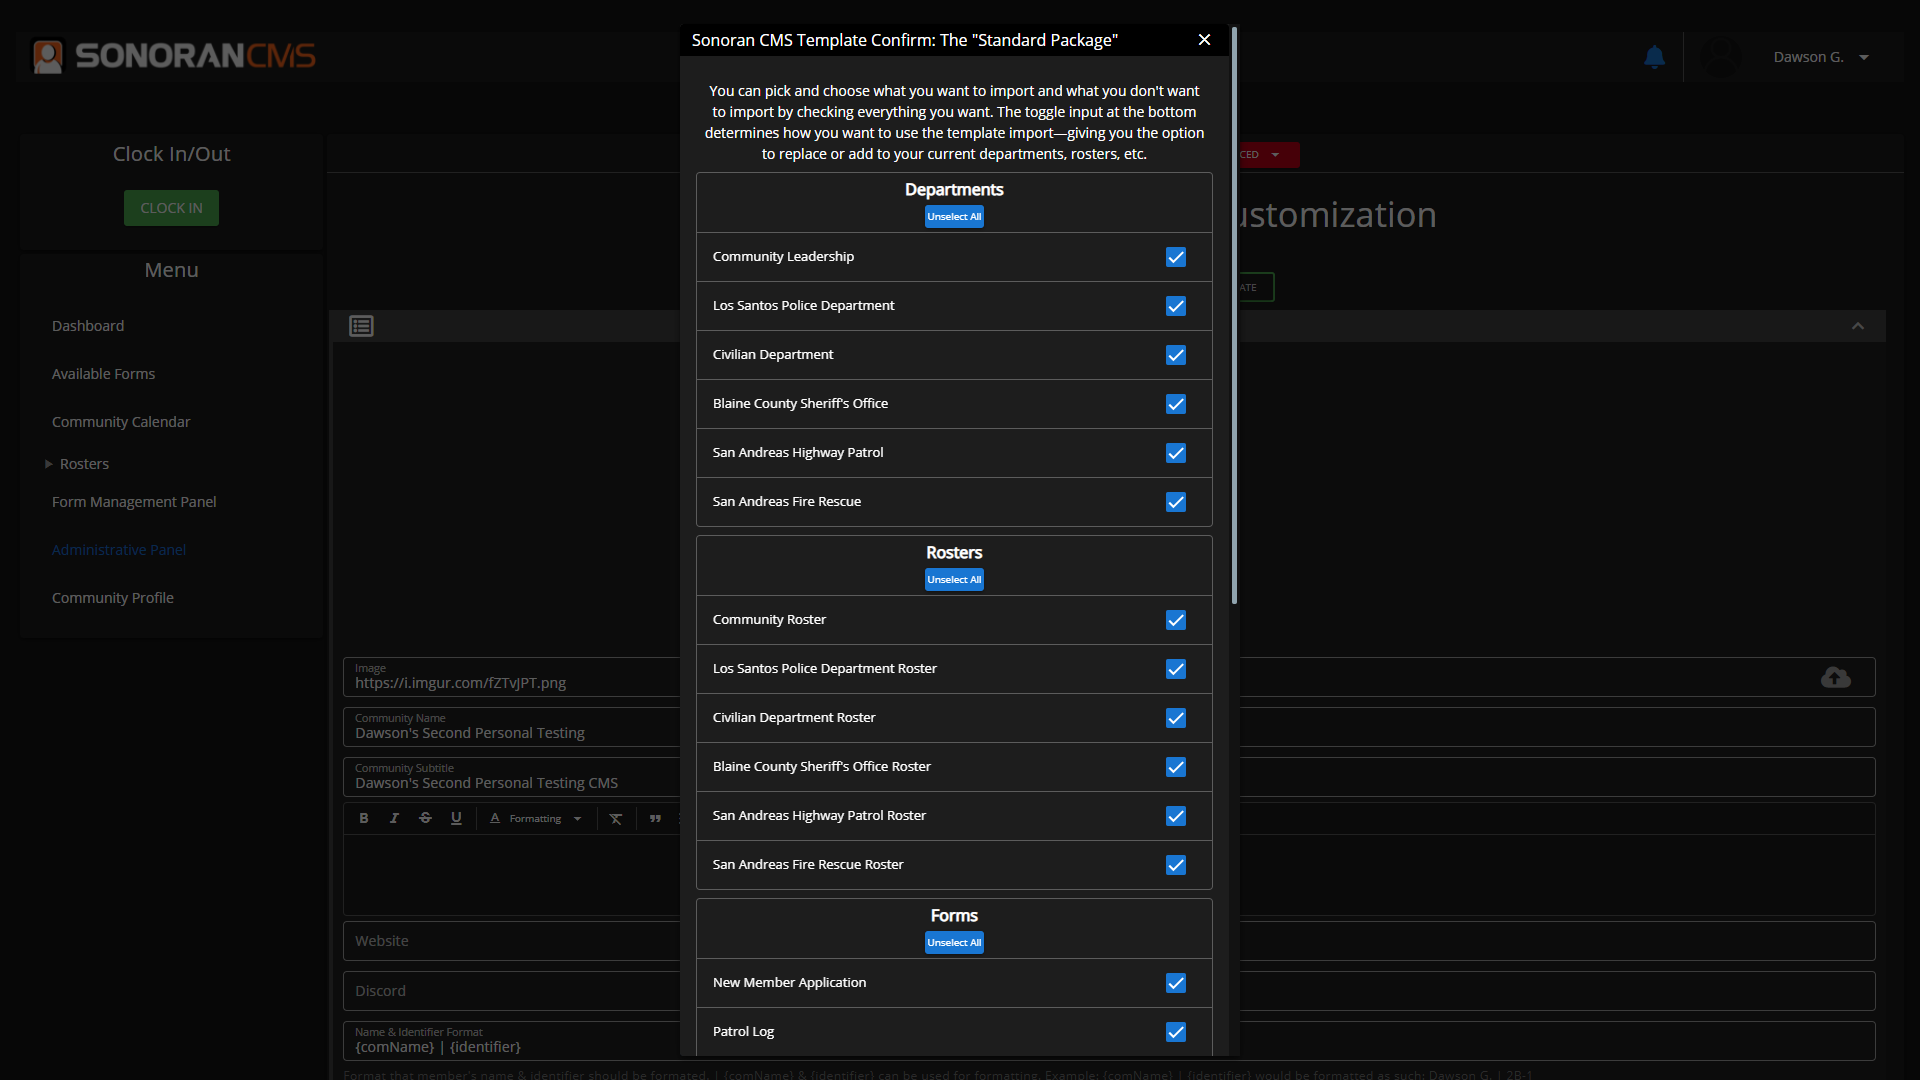 Sonoran CMS Template Confirm: The "Standard Package"
SONORANCMS
Dawson G.
You can pick and choose what you want to import and what you don't want
to import by checking everything you want. The toggle input at the bottom
determines how you want to use the template import—giving you the option
to replace or add to your current departments, rosters, etc.
Clock In/Out
CLOCK IN
Menu
Dashboard
Available Forms
Community Calendar
Rosters
Form Management Panel
Administrative Panel
Community Profile
CED
ustomization
ATE
Departments
Unselect All
Community Leadership
Los Santos Police Department
Civilian Department
Blaine County Sheriff's Office
San Andreas Highway Patrol
San Andreas Fire Rescue
Rosters
Unselect All
Community Roster
Los Santos Police Department Roster
Civilian Department Roster
Blaine County Sheriff's Office Roster
San Andreas Highway Patrol Roster
San Andreas Fire Rescue Roster
Forms
Unselect All
New Member Application
Patrol Log
Image
https://i.imgur.com/fZTvJPT.png
Community Name
Dawson's Second Personal Testing
Community Subtitle
Dawson's Second Personal Testing CMS
B I S U A Formatting
Website
Discord
Name & Identifier Format
{comName} | {identifier}
Format that member's name & identifier should be formated. | {comName} & {identifier} can be used for formatting. Example: {comName} | {identifier} would be formatted as such: Dawson G. | 2B-1